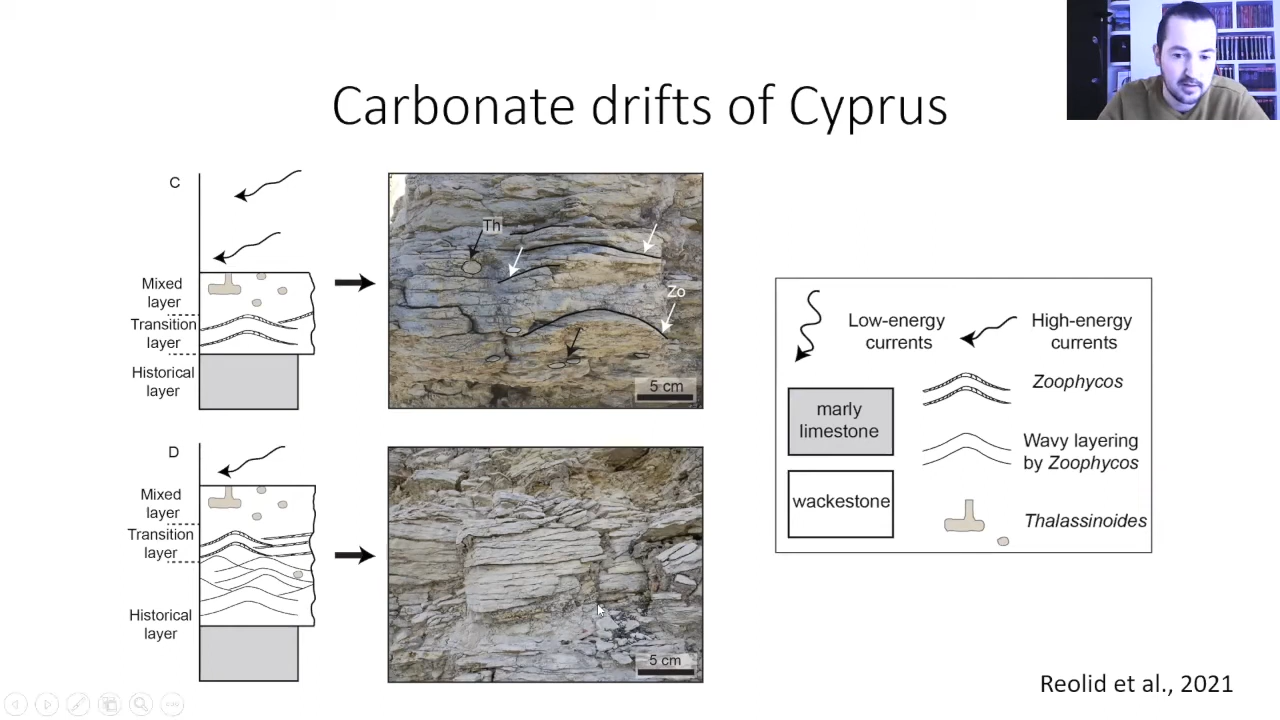 Carbonate drifts of Cyprus
C
Mixed
layer
Transition
layer
Historical
layer
Th
Zo
5 cm
D
Mixed
layer
Transition
layer
Historical
layer
5 cm
Low-energy
currents
High-energy
currents
marly
limestone
Zoophycos
wackestone
Wavy layering
by Zoophycos
Thalassinoides
Reolid et al., 2021